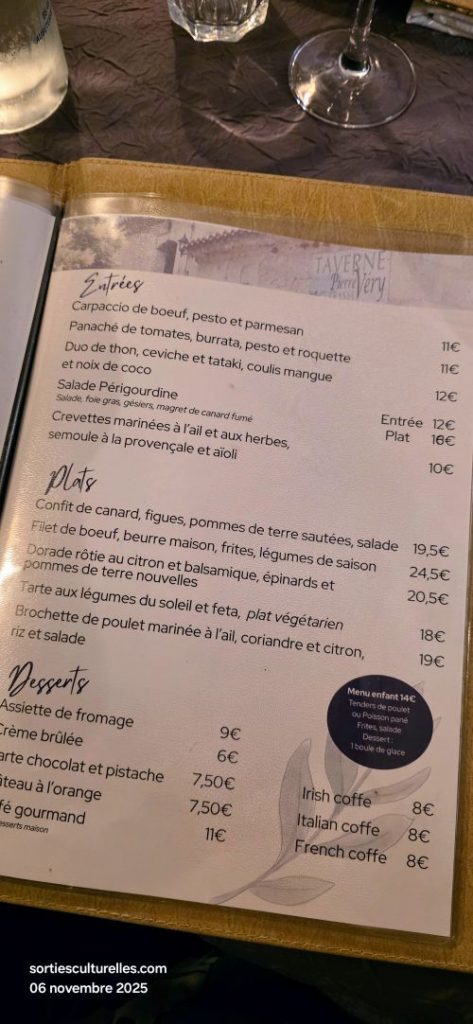 TAVERNE
Pierre Very
Entrées
Carpaccio de boeuf, pesto et parmesan 11€
Panaché de tomates, burrata, pesto et roquette 11€
Duo de thon, ceviche et tataki, coulis mangue
et noix de coco 12€
Salade Périgourdine Entrée 12€
Salade, foie gras, gésiers, magret de canard fumé Plat 16€
Crevettes marinées à l'ail et aux herbes,
semoule à la provençale et aïoli 10€
Plats
Confit de canard, figues, pommes de terre sautées, salade 19,5€
Filet de boeuf, beurre maison, frites, légumes de saison 24,5€
Dorade rôtie au citron et balsamique, épinards et
pommes de terre nouvelles 20,5€
Tarte aux légumes du soleil et feta, plat végétarien 18€
Brochette de poulet marinée à l'ail, coriandre et citron, 19€
riz et salade
Desserts
Assiette de fromage 9€
Crème brûlée 6€
arte chocolat et pistache 7,50€
âteau à l'orange 7,50€
fé gourmand 11€
esserts maison
Menu enfant 14€
Tenders de poulet
ou Poisson pané
Frites, salade
Dessert :
1 boule de glace
Irish coffe 8€
Italian coffe 8€
French coffe 8€
sortiesculturelles.com
06 novembre 2025